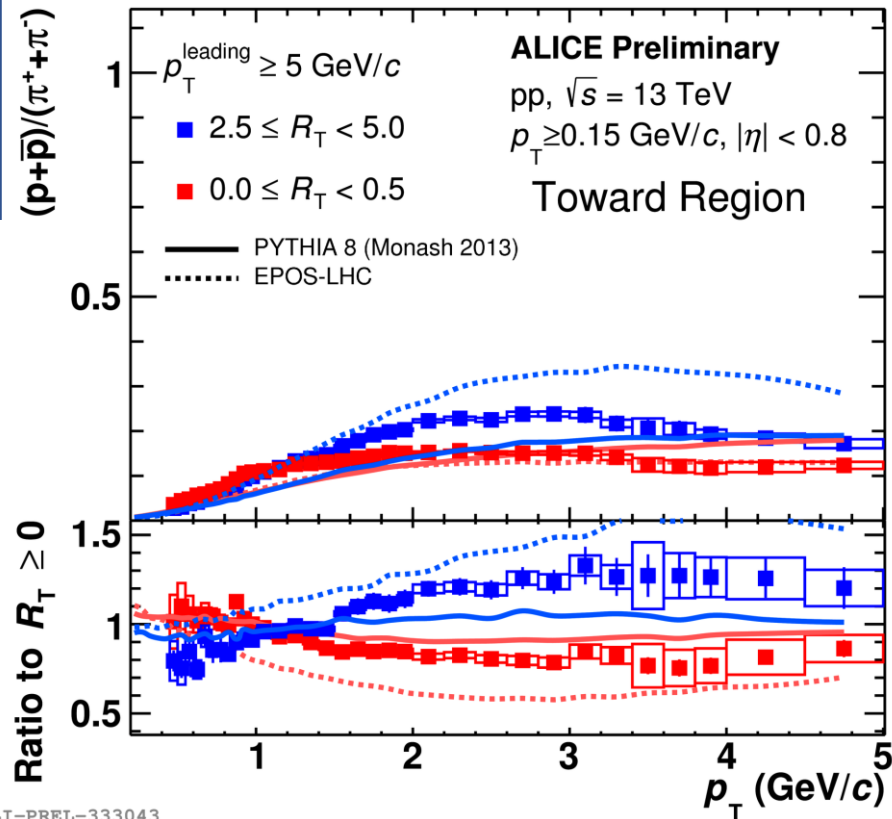 (p+p̅)/(π⁺+π⁻)
1
0.5
p_T^leading ≥ 5 GeV/c
2.5 ≤ R_T < 5.0
0.0 ≤ R_T < 0.5
PYTHIA 8 (Monash 2013)
EPOS-LHC
ALICE Preliminary
pp, √s = 13 TeV
p_T≥0.15 GeV/c, |η| < 0.8
Toward Region
Ratio to R_T ≥ 0
1.5
1
0.5
1 2 3 4 5
p_T (GeV/c)
-PREL-333043